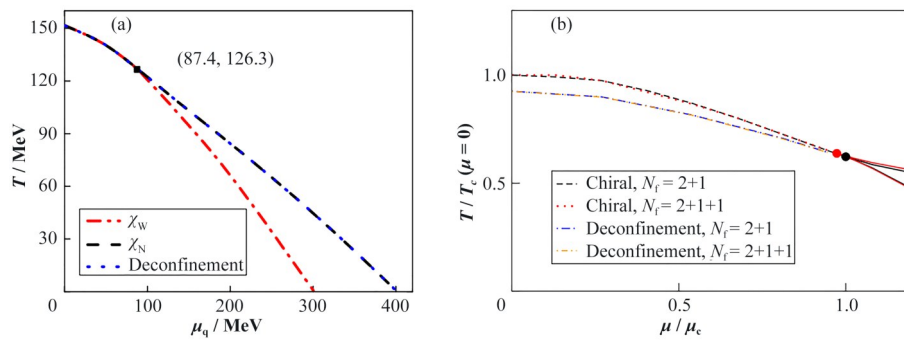 (a)
(87.4, 126.3)
150
120
90
60
30
T / MeV
χW
χN
Deconfinement
0
100
200
300
400
μq / MeV
(b)
1.0
0.5
T / Tc (μ = 0)
Chiral, Nf = 2+1
Chiral, Nf = 2+1+1
Deconfinement, Nf = 2+1
Deconfinement, Nf = 2+1+1
0
0.5
1.0
μ / μc